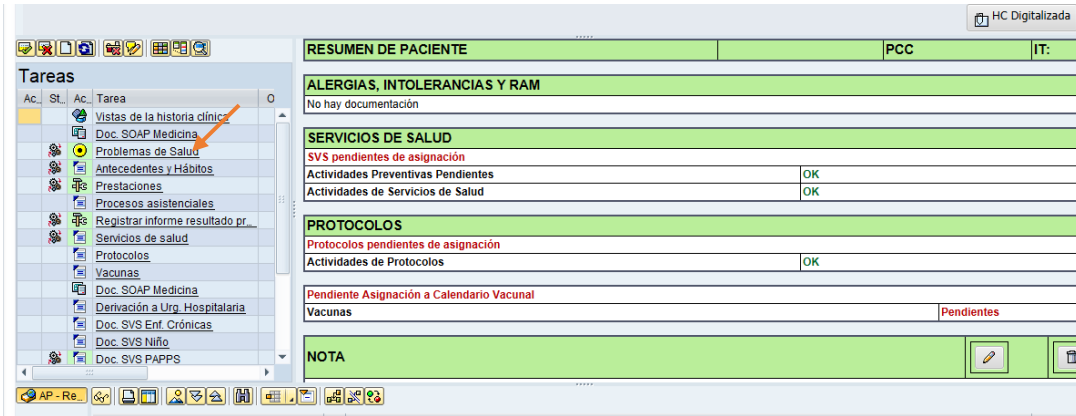 HC Digitalizada
Tareas
Ac.. St.. Ac.. Tarea O
Vistas de la historia clínica
Doc. SOAP Medicina
Problemas de Salud
Antecedentes y Hábitos
Prestaciones
Procesos asistenciales
Registrar informe resultado pr...
Servicios de salud
Protocolos
Vacunas
Doc. SOAP Medicina
Derivación a Urg. Hospitalaria
Doc. SVS Enf. Crónicas
Doc. SVS Niño
Doc. SVS PAPPS
RESUMEN DE PACIENTE PCC IT:
ALERGIAS, INTOLERANCIAS Y RAM
No hay documentación
SERVICIOS DE SALUD
SVS pendientes de asignación
Actividades Preventivas Pendientes OK
Actividades de Servicios de Salud OK
PROTOCOLOS
Protocolos pendientes de asignación
Actividades de Protocolos OK
Pendiente Asignación a Calendario Vacunal
Vacunas Pendientes
NOTA
AP - Re...